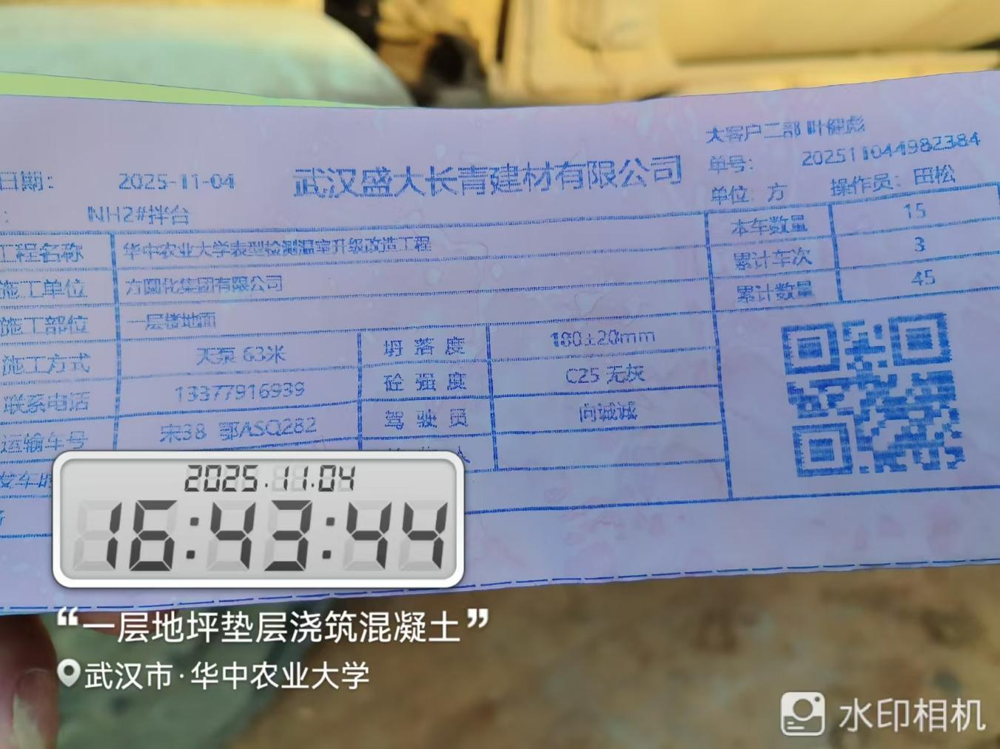 大客户二部 叶健彪
日期： 2025-11-04 武汉盛大长青建材有限公司 单号： 202511044982384
： NH2#拌台 单位：方 操作员：田松
工程名称 华中农业大学表型检测温室升级改造工程 本车数量 15
施工单位 方圆化集团有限公司 累计车次 3
施工部位 一层楼地面 累计数量 45
施工方式 天泵 63米 坍落度 180±20mm
联系电话 13377916939 砼强度 C25 无灰
运输车号 宋38 鄂ASQ282 驾驶员 向诚诚
发车时
2025.11.04
16:43:44
“一层地坪垫层浇筑混凝土”
武汉市·华中农业大学
水印相机